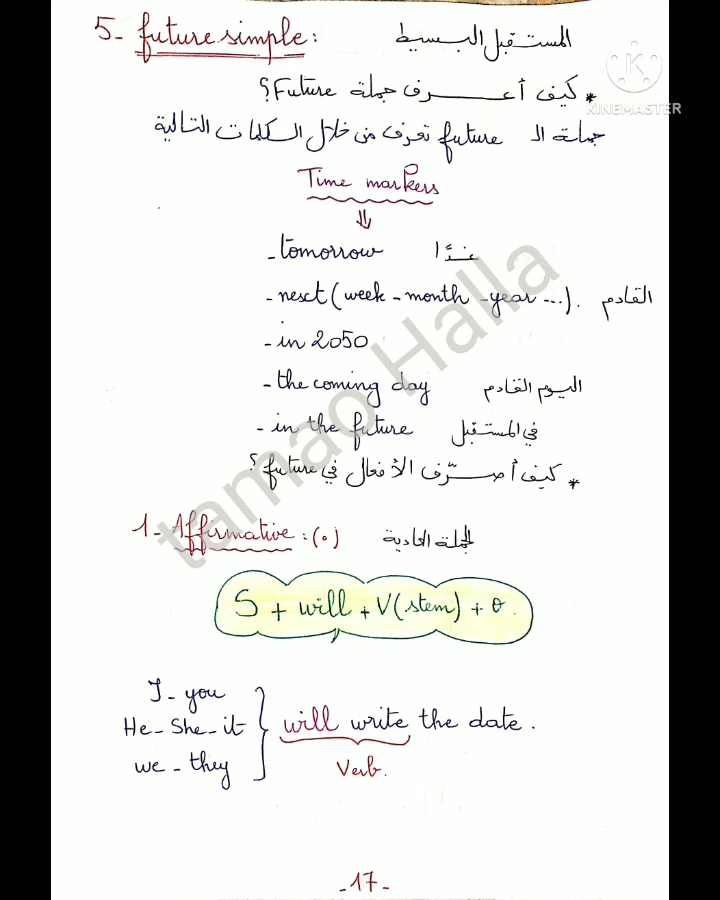 5- future simple : المستقبل البسيط
* كيف أعرف جملة Future؟
جملة الـ future تعرف من خلال الكلمات التالية
Time markers
⇓
- tomorrow غدًا
- next (week - month - year ...). القادم
- in 2050
- the coming day اليوم القادم
- in the future في المستقبل
* كيف أصرّف الأفعال في future؟
1- Affirmative : (.) الجملة العادية
S + will + V(stem) + o.
I - you
He - She - it } will write the date.
we - they
Verb.
-17-
K
KINEMASTER
tamao Halla